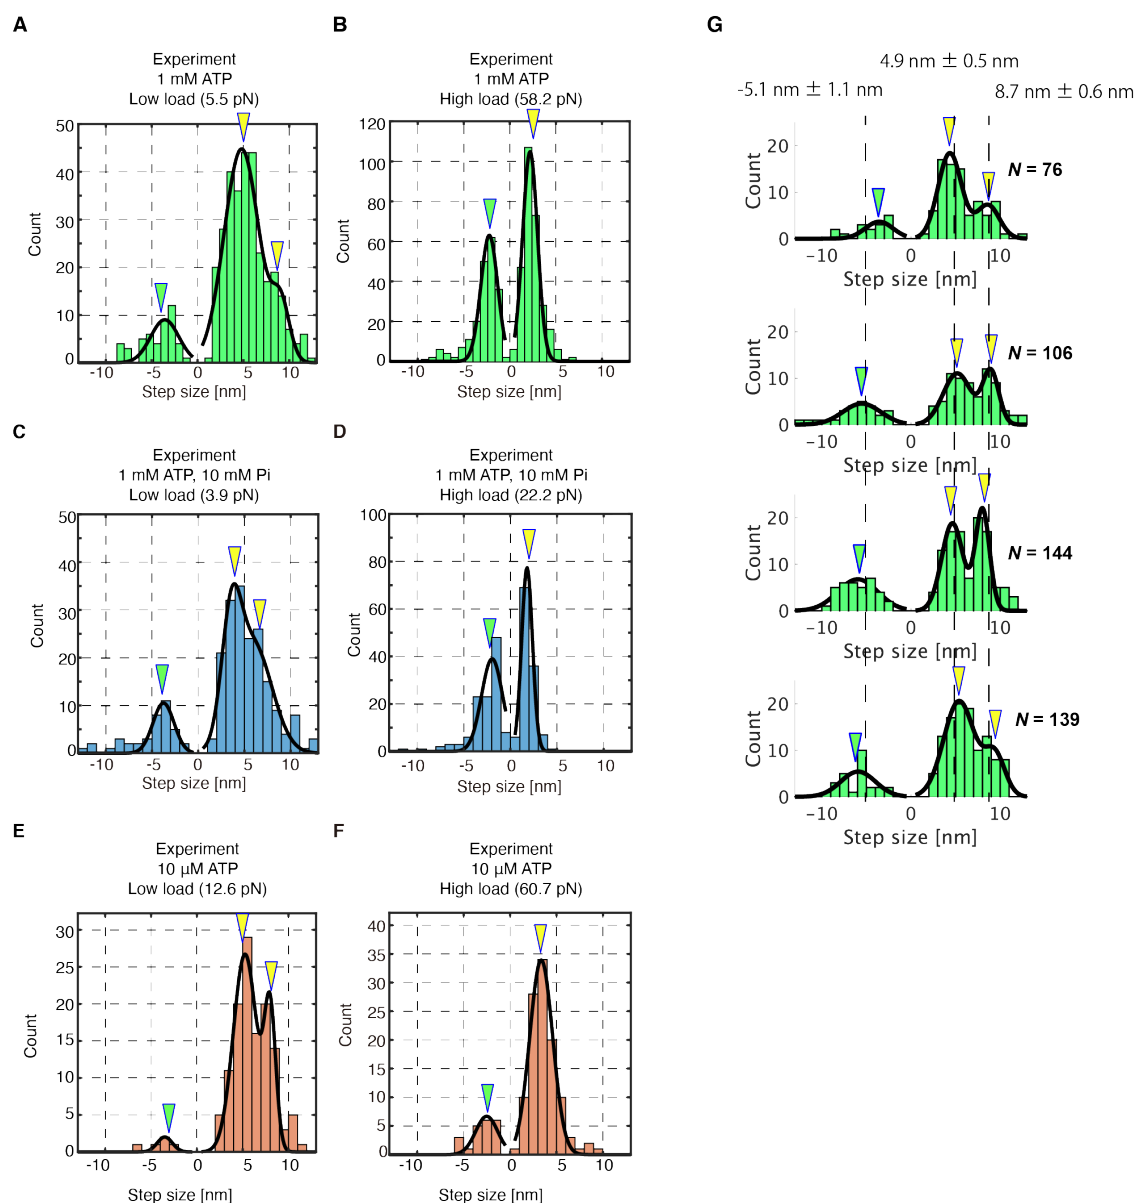 A
Experiment
1 mM ATP
Low load (5.5 pN)
50
40
30
20
10
0
Count
-10 -5 0 5 10
Step size [nm]
B
Experiment
1 mM ATP
High load (58.2 pN)
120
100
80
60
40
20
0
Count
-10 -5 0 5 10
Step size [nm]
C
Experiment
1 mM ATP, 10 mM Pi
Low load (3.9 pN)
50
40
30
20
10
0
Count
-10 -5 0 5 10
Step size [nm]
D
Experiment
1 mM ATP, 10 mM Pi
High load (22.2 pN)
100
80
60
40
20
0
Count
-10 -5 0 5 10
Step size [nm]
E
Experiment
10 μM ATP
Low load (12.6 pN)
30
25
20
15
10
5
0
Count
-10 -5 0 5 10
Step size [nm]
F
Experiment
10 μM ATP
High load (60.7 pN)
40
35
30
25
20
15
10
5
0
Count
-10 -5 0 5 10
Step size [nm]
G
4.9 nm ± 0.5 nm
-5.1 nm ± 1.1 nm
8.7 nm ± 0.6 nm
20
10
0
Count
N = 76
−10 0 10
Step size [nm]
20
10
0
Count
N = 106
−10 0 10
Step size [nm]
20
10
0
Count
N = 144
−10 0 10
Step size [nm]
20
10
0
Count
N = 139
−10 0 10
Step size [nm]